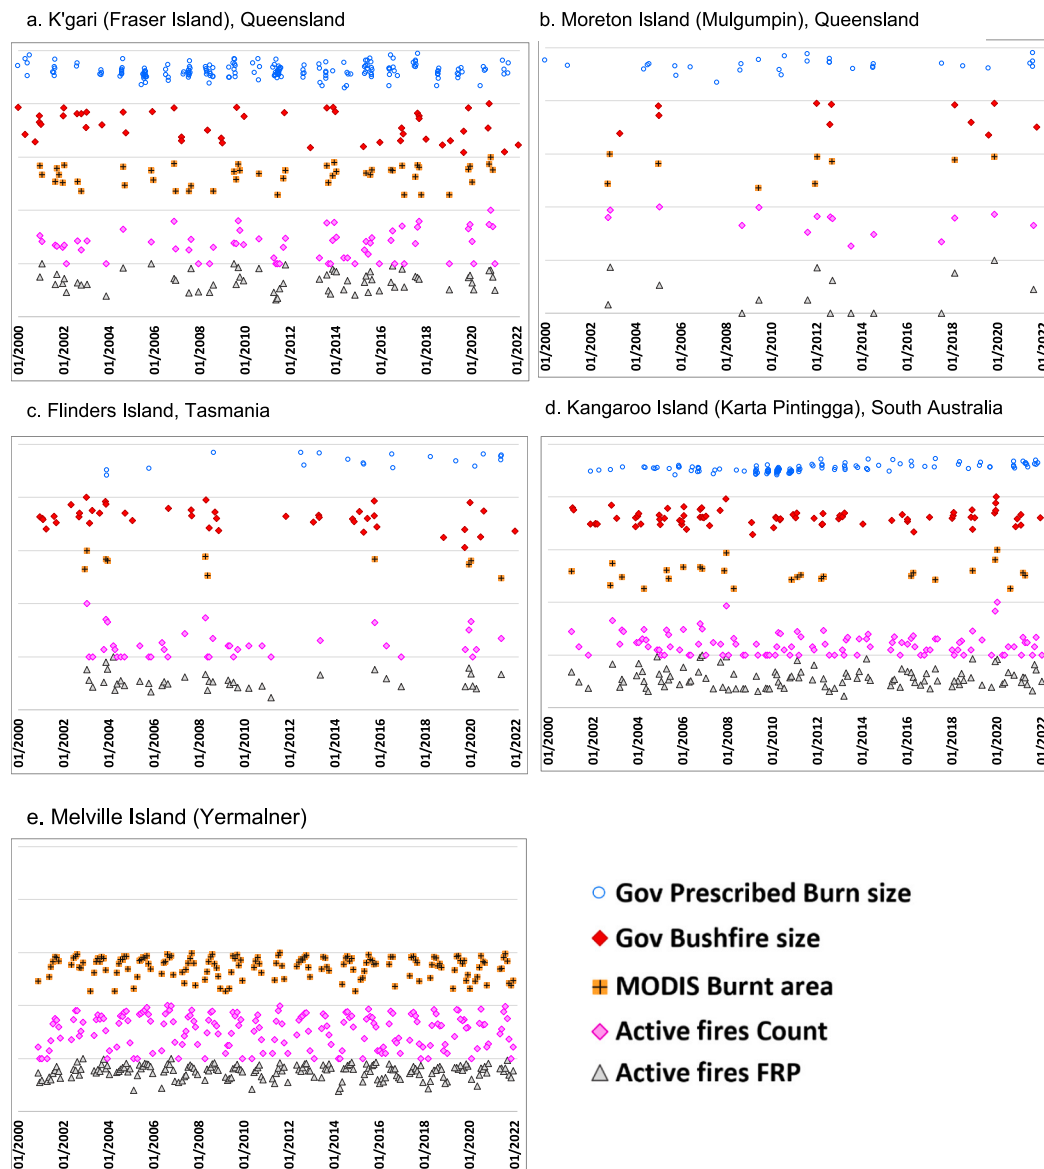 a. K'gari (Fraser Island), Queensland
b. Moreton Island (Mulgumpin), Queensland
01/2000 01/2002 01/2004 01/2006 01/2008 01/2010 01/2012 01/2014 01/2016 01/2018 01/2020 01/2022
01/2000 01/2002 01/2004 01/2006 01/2008 01/2010 01/2012 01/2014 01/2016 01/2018 01/2020 01/2022
c. Flinders Island, Tasmania
d. Kangaroo Island (Karta Pintingga), South Australia
01/2000 01/2002 01/2004 01/2006 01/2008 01/2010 01/2012 01/2014 01/2016 01/2018 01/2020 01/2022
01/2000 01/2002 01/2004 01/2006 01/2008 01/2010 01/2012 01/2014 01/2016 01/2018 01/2020 01/2022
e. Melville Island (Yermalner)
01/2000 01/2002 01/2004 01/2006 01/2008 01/2010 01/2012 01/2014 01/2016 01/2018 01/2020 01/2022
Gov Prescribed Burn size
Gov Bushfire size
MODIS Burnt area
Active fires Count
Active fires FRP